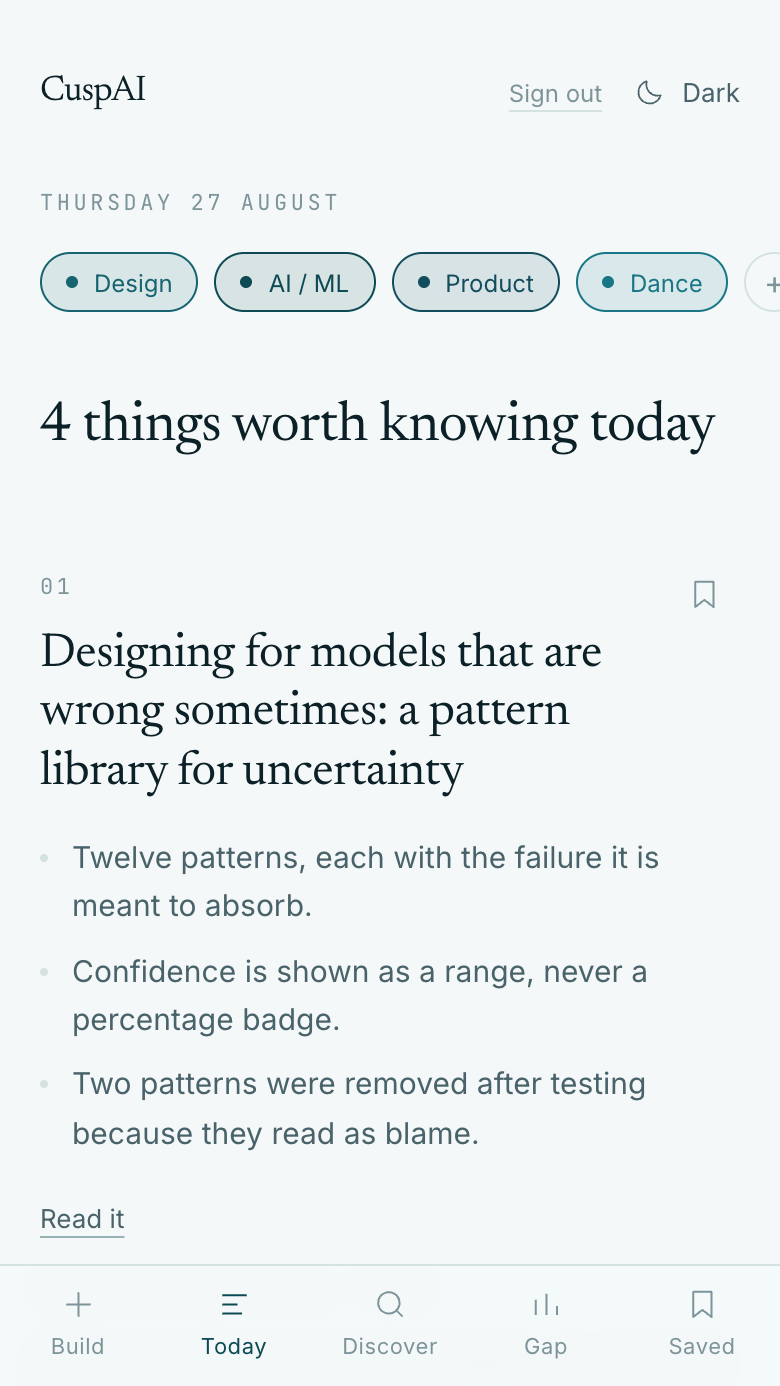 CuspAI
Sign out
Dark
THURSDAY 27 AUGUST
Design
AI / ML
Product
Dance
+
4 things worth knowing today
01
Designing for models that are
wrong sometimes: a pattern
library for uncertainty
Twelve patterns, each with the failure it is
meant to absorb.
Confidence is shown as a range, never a
percentage badge.
Two patterns were removed after testing
because they read as blame.
Read it
Build
Today
Discover
Gap
Saved